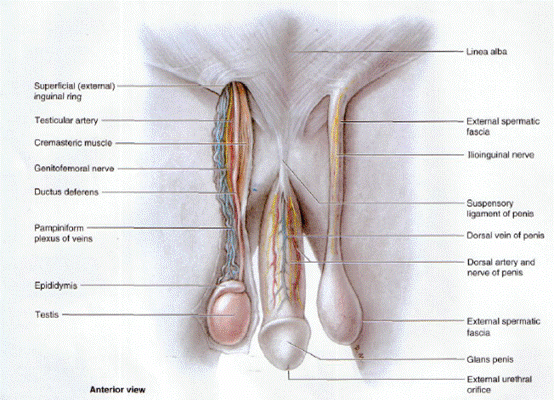 Linea alba
Superficial (external)
inguinal ring
Testicular artery
Cremasteric muscle
Genitofemoral nerve
Ductus deferens
Pampiniform
plexus of veins
Epididymis
Testis
External spermatic
fascia
Ilioinguinal nerve
Suspensory
ligament of penis
Dorsal vein of penis
Dorsal artery and
nerve of penis
External spermatic
fascia
Glans penis
External urethral
orifice
Anterior view